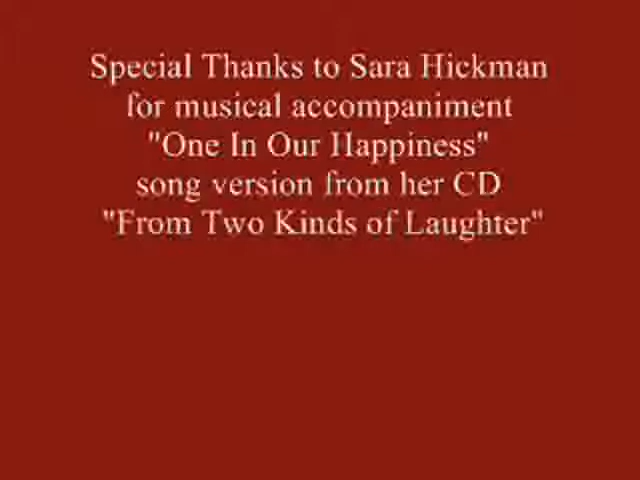 Special Thanks to Sara Hickman
for musical accompaniment
"One In Our Happiness"
song version from her CD
"From Two Kinds of Laughter"